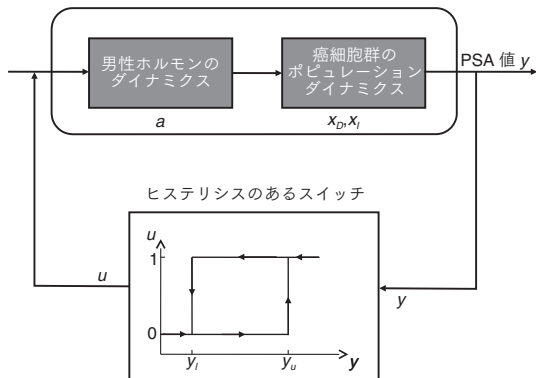 男性ホルモンの
ダイナミクス
癌細胞群の
ポピュレーション
ダイナミクス
PSA 値 y
a
x_D,x_I
ヒステリシスのあるスイッチ
u
1
0
y_l
y_u
y
u
y